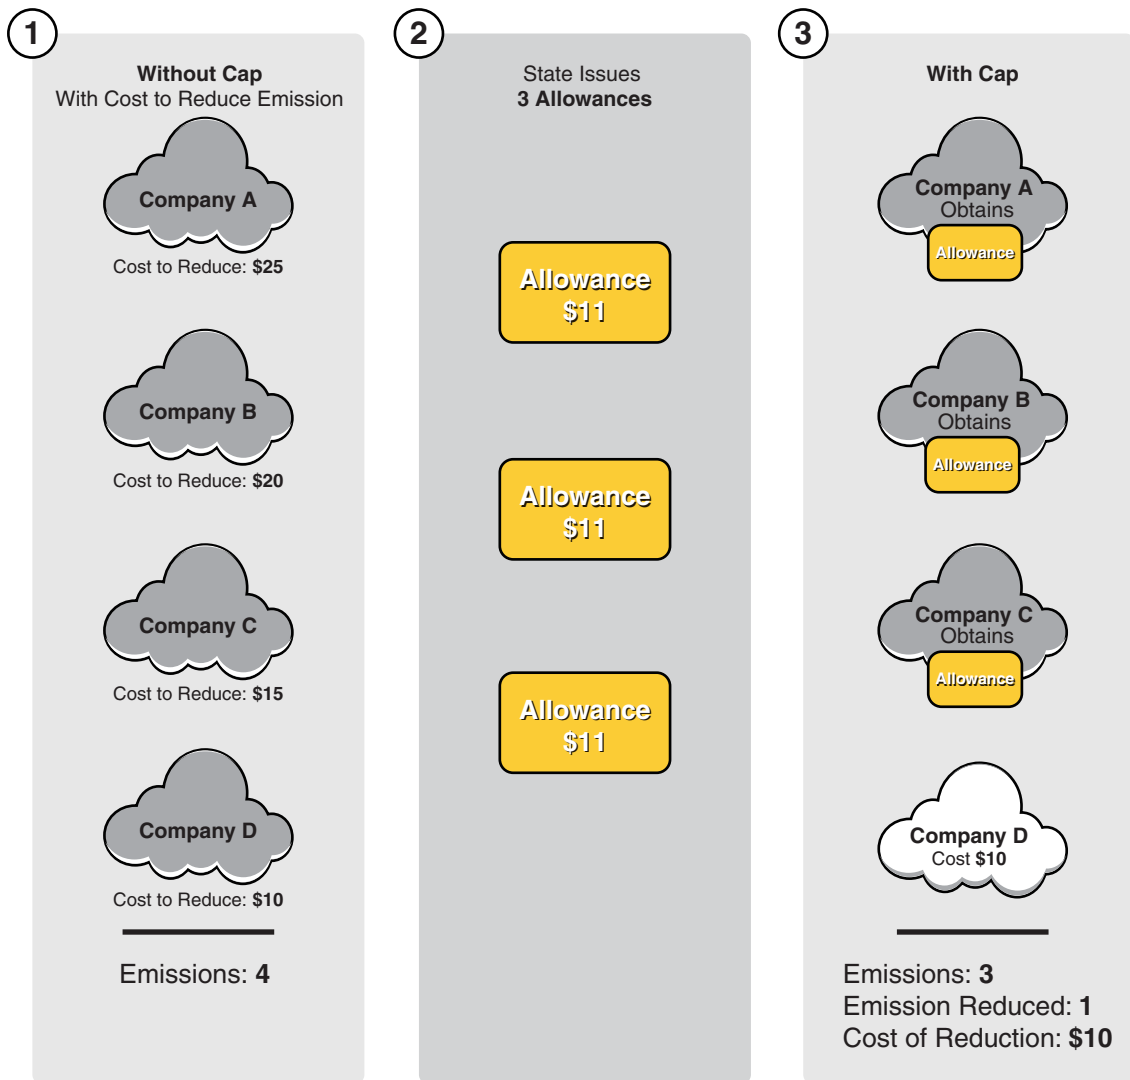 1
Without Cap
With Cost to Reduce Emission
Company A
Cost to Reduce: $25
Company B
Cost to Reduce: $20
Company C
Cost to Reduce: $15
Company D
Cost to Reduce: $10
Emissions: 4
2
State Issues
3 Allowances
Allowance
$11
Allowance
$11
Allowance
$11
3
With Cap
Company A
Obtains
Allowance
Company B
Obtains
Allowance
Company C
Obtains
Allowance
Company D
Cost $10
Emissions: 3
Emission Reduced: 1
Cost of Reduction: $10